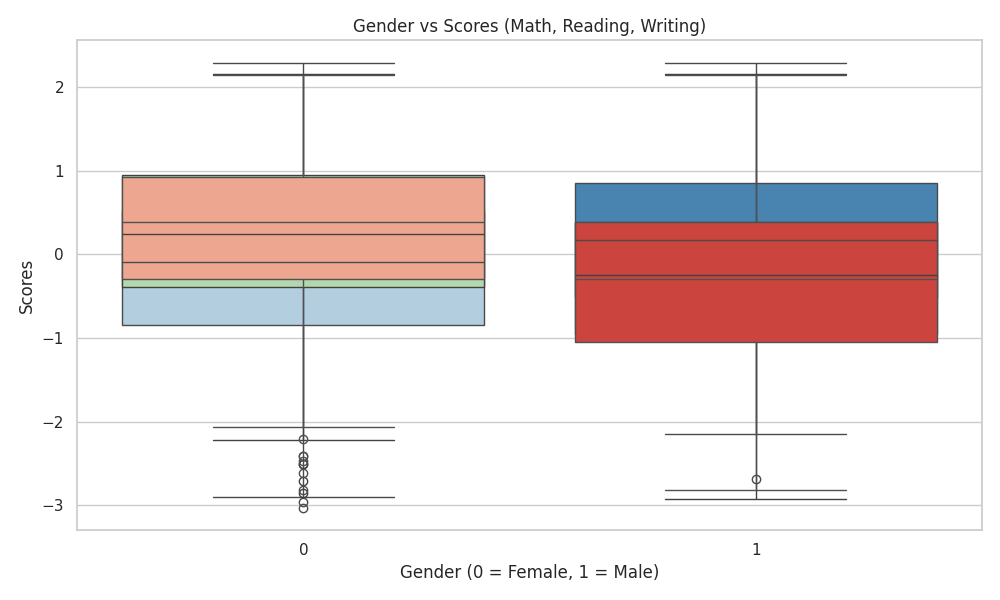 Gender vs Scores (Math, Reading, Writing)
Scores
2
1
0
−1
−2
−3
0 1
Gender (0 = Female, 1 = Male)